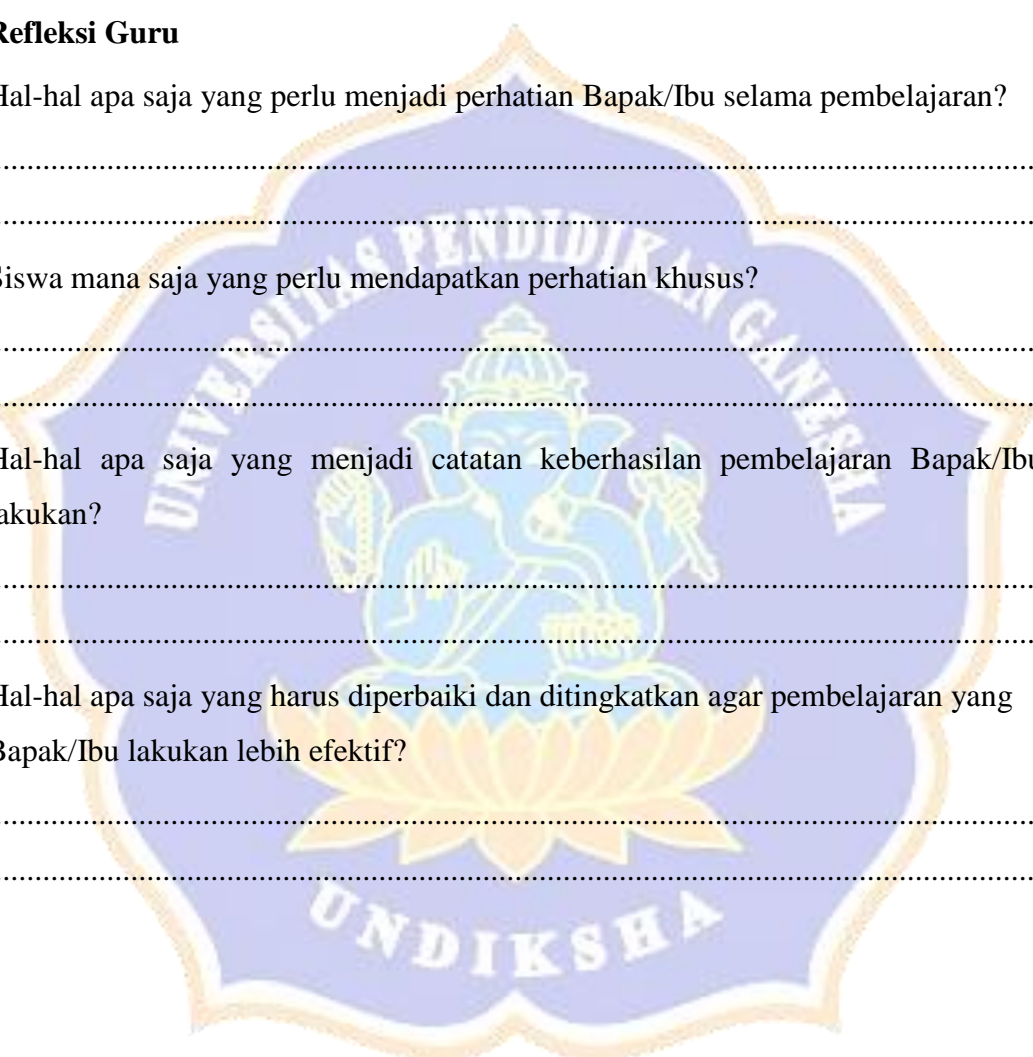 Refleksi Guru
Hal-hal apa saja yang perlu menjadi perhatian Bapak/Ibu selama pembelajaran?
....................................................................................................
....................................................................................................
Siswa mana saja yang perlu mendapatkan perhatian khusus?
....................................................................................................
....................................................................................................
Hal-hal apa saja yang menjadi catatan keberhasilan pembelajaran Bapak/Ibu
lakukan?
....................................................................................................
....................................................................................................
Hal-hal apa saja yang harus diperbaiki dan ditingkatkan agar pembelajaran yang
Bapak/Ibu lakukan lebih efektif?
....................................................................................................
....................................................................................................
UNIVERSITAS PENDIDIKAN GANESHA
UNDIKSHA